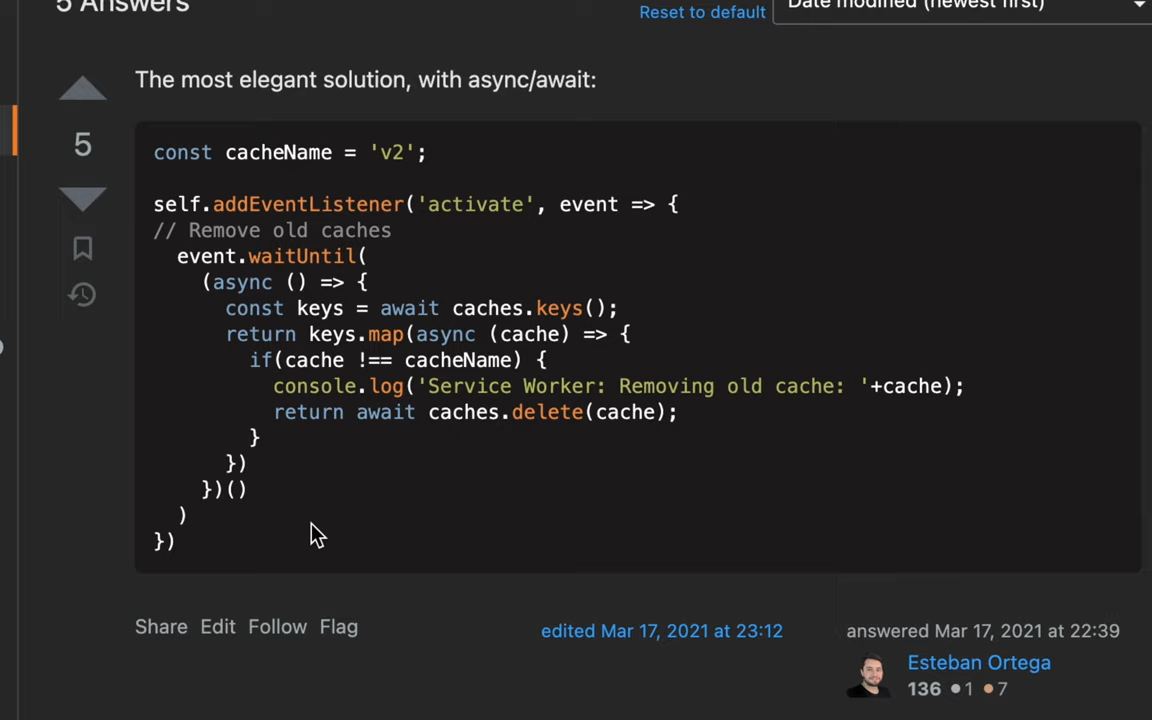 5 Answers
Reset to default
Date modified (newest first)
The most elegant solution, with async/await:
5
const cacheName = 'v2';
self.addEventListener('activate', event => {
// Remove old caches
  event.waitUntil(
    (async () => {
      const keys = await caches.keys();
      return keys.map(async (cache) => {
        if(cache !== cacheName) {
          console.log('Service Worker: Removing old cache: '+cache);
          return await caches.delete(cache);
        }
      })
    })()
  )
})
Share Edit Follow Flag
edited Mar 17, 2021 at 23:12
answered Mar 17, 2021 at 22:39
Esteban Ortega
136 ●1 ●7